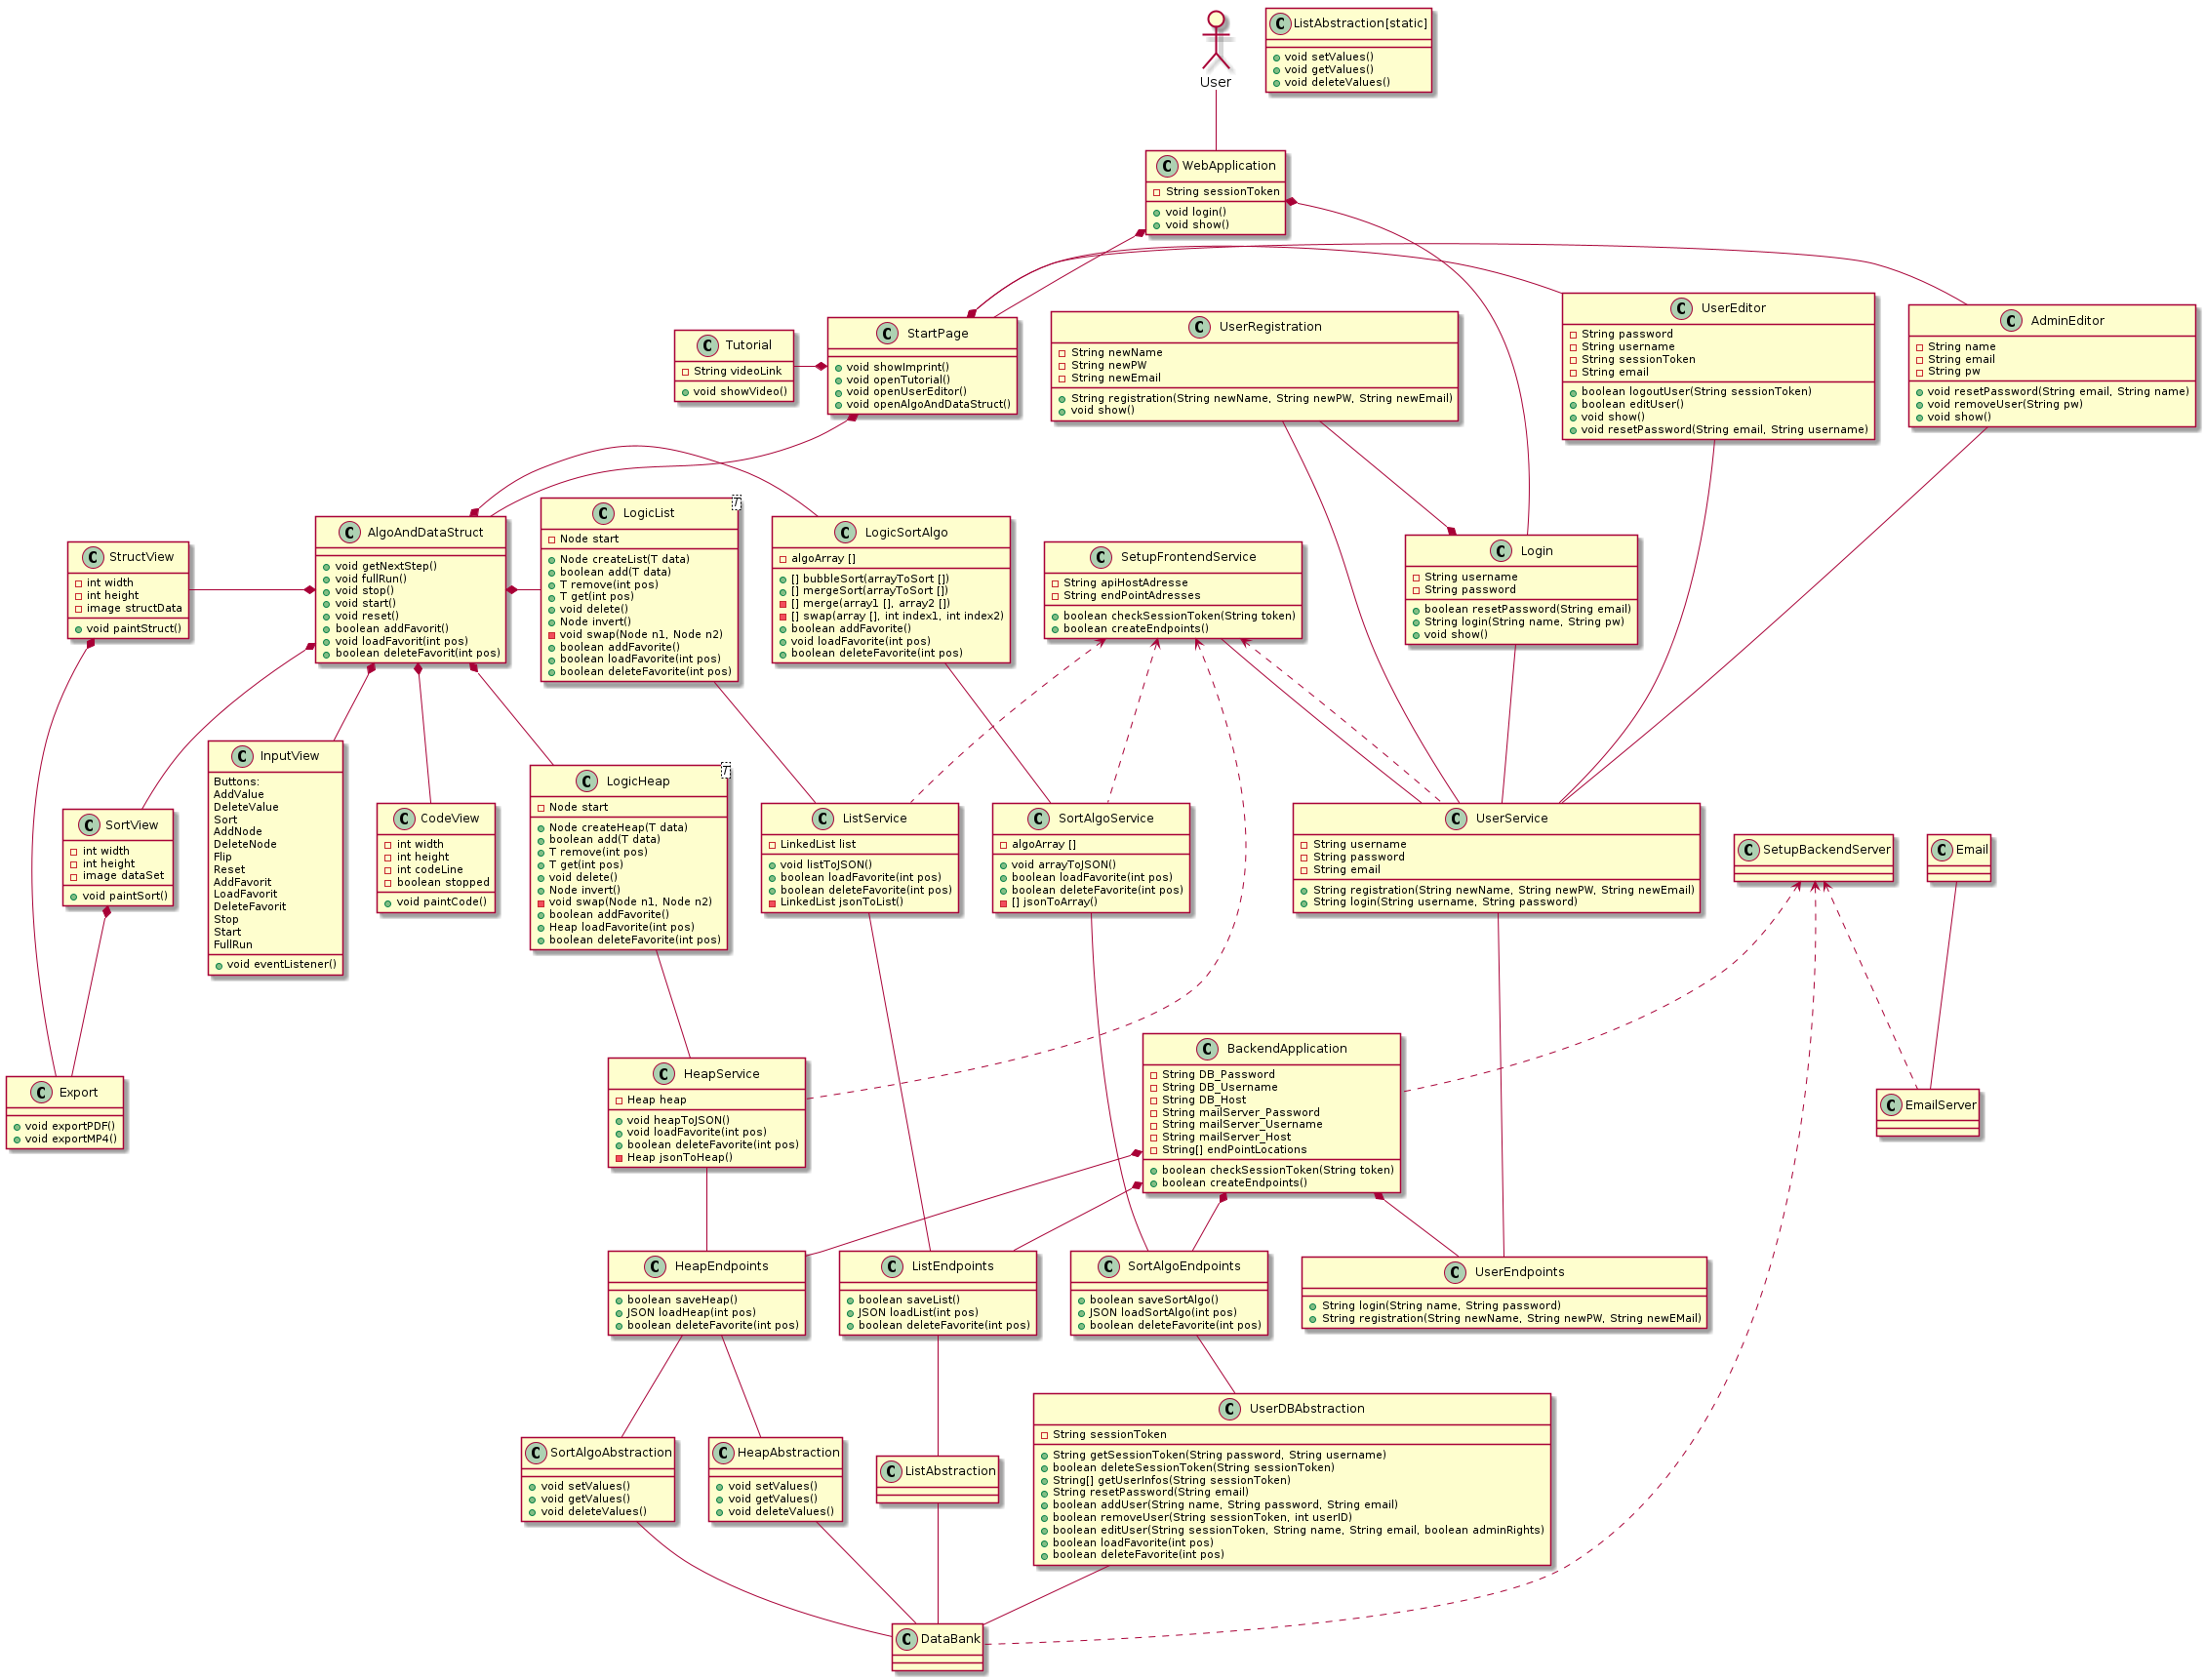 User
ListAbstraction[static]
void setValues()
void getValues()
void deleteValues()
WebApplication
String sessionToken
void login()
void show()
Tutorial
String videoLink
void showVideo()
StartPage
void showImprint()
void openTutorial()
void openUserEditor()
void openAlgoAndDataStruct()
UserRegistration
String newName
String newPW
String newEmail
String registration(String newName, String newPW, String newEmail)
void show()
UserEditor
String password
String username
String sessionToken
String email
boolean logoutUser(String sessionToken)
boolean editUser()
void show()
void resetPassword(String email, String username)
AdminEditor
String name
String email
String pw
void resetPassword(String email, String name)
void removeUser(String pw)
void show()
StructView
int width
int height
image structData
void paintStruct()
AlgoAndDataStruct
void getNextStep()
void fullRun()
void stop()
void start()
void reset()
boolean addFavorit()
void loadFavorit(int pos)
boolean deleteFavorit(int pos)
LogicList
T
Node start
Node createList(T data)
boolean add(T data)
T remove(int pos)
T get(int pos)
void delete()
Node invert()
void swap(Node n1, Node n2)
boolean addFavorite()
boolean loadFavorite(int pos)
boolean deleteFavorite(int pos)
LogicSortAlgo
algoArray []
[] bubbleSort(arrayToSort [])
[] mergeSort(arrayToSort [])
[] merge(array1 [], array2 [])
[] swap(array [], int index1, int index2)
boolean addFavorite()
void loadFavorite(int pos)
boolean deleteFavorite(int pos)
SetupFrontendService
String apiHostAdresse
String endPointAdresses
boolean checkSessionToken(String token)
boolean createEndpoints()
Login
String username
String password
boolean resetPassword(String email)
String login(String name, String pw)
void show()
InputView
Buttons:
AddValue
DeleteValue
Sort
AddNode
DeleteNode
Flip
Reset
AddFavorit
LoadFavorit
DeleteFavorit
Stop
Start
FullRun
void eventListener()
SortView
int width
int height
image dataSet
void paintSort()
CodeView
int width
int height
int codeLine
boolean stopped
void paintCode()
LogicHeap
T
Node start
Node createHeap(T data)
boolean add(T data)
T remove(int pos)
T get(int pos)
void delete()
Node invert()
void swap(Node n1, Node n2)
boolean addFavorite()
Heap loadFavorite(int pos)
boolean deleteFavorite(int pos)
ListService
LinkedList list
void listToJSON()
boolean loadFavorite(int pos)
boolean deleteFavorite(int pos)
LinkedList jsonToList()
SortAlgoService
algoArray []
void arrayToJSON()
boolean loadFavorite(int pos)
boolean deleteFavorite(int pos)
[] jsonToArray()
UserService
String username
String password
String email
String registration(String newName, String newPW, String newEmail)
String login(String username, String password)
SetupBackendServer
Email
Export
void exportPDF()
void exportMP4()
HeapService
Heap heap
void heapToJSON()
void loadFavorite(int pos)
boolean deleteFavorite(int pos)
Heap jsonToHeap()
BackendApplication
String DB_Password
String DB_Username
String DB_Host
String mailServer_Password
String mailServer_Username
String mailServer_Host
String[] endPointLocations
boolean checkSessionToken(String token)
boolean createEndpoints()
EmailServer
HeapEndpoints
boolean saveHeap()
JSON loadHeap(int pos)
boolean deleteFavorite(int pos)
ListEndpoints
boolean saveList()
JSON loadList(int pos)
boolean deleteFavorite(int pos)
SortAlgoEndpoints
boolean saveSortAlgo()
JSON loadSortAlgo(int pos)
boolean deleteFavorite(int pos)
UserEndpoints
String login(String name, String password)
String registration(String newName, String newPW, String newEMail)
SortAlgoAbstraction
void setValues()
void getValues()
void deleteValues()
HeapAbstraction
void setValues()
void getValues()
void deleteValues()
ListAbstraction
UserDBAbstraction
String sessionToken
String getSessionToken(String password, String username)
boolean deleteSessionToken(String sessionToken)
String[] getUserInfos(String sessionToken)
String resetPassword(String email)
boolean addUser(String name, String password, String email)
boolean removeUser(String sessionToken, int userID)
boolean editUser(String sessionToken, String name, String email, boolean adminRights)
boolean loadFavorite(int pos)
boolean deleteFavorite(int pos)
DataBank